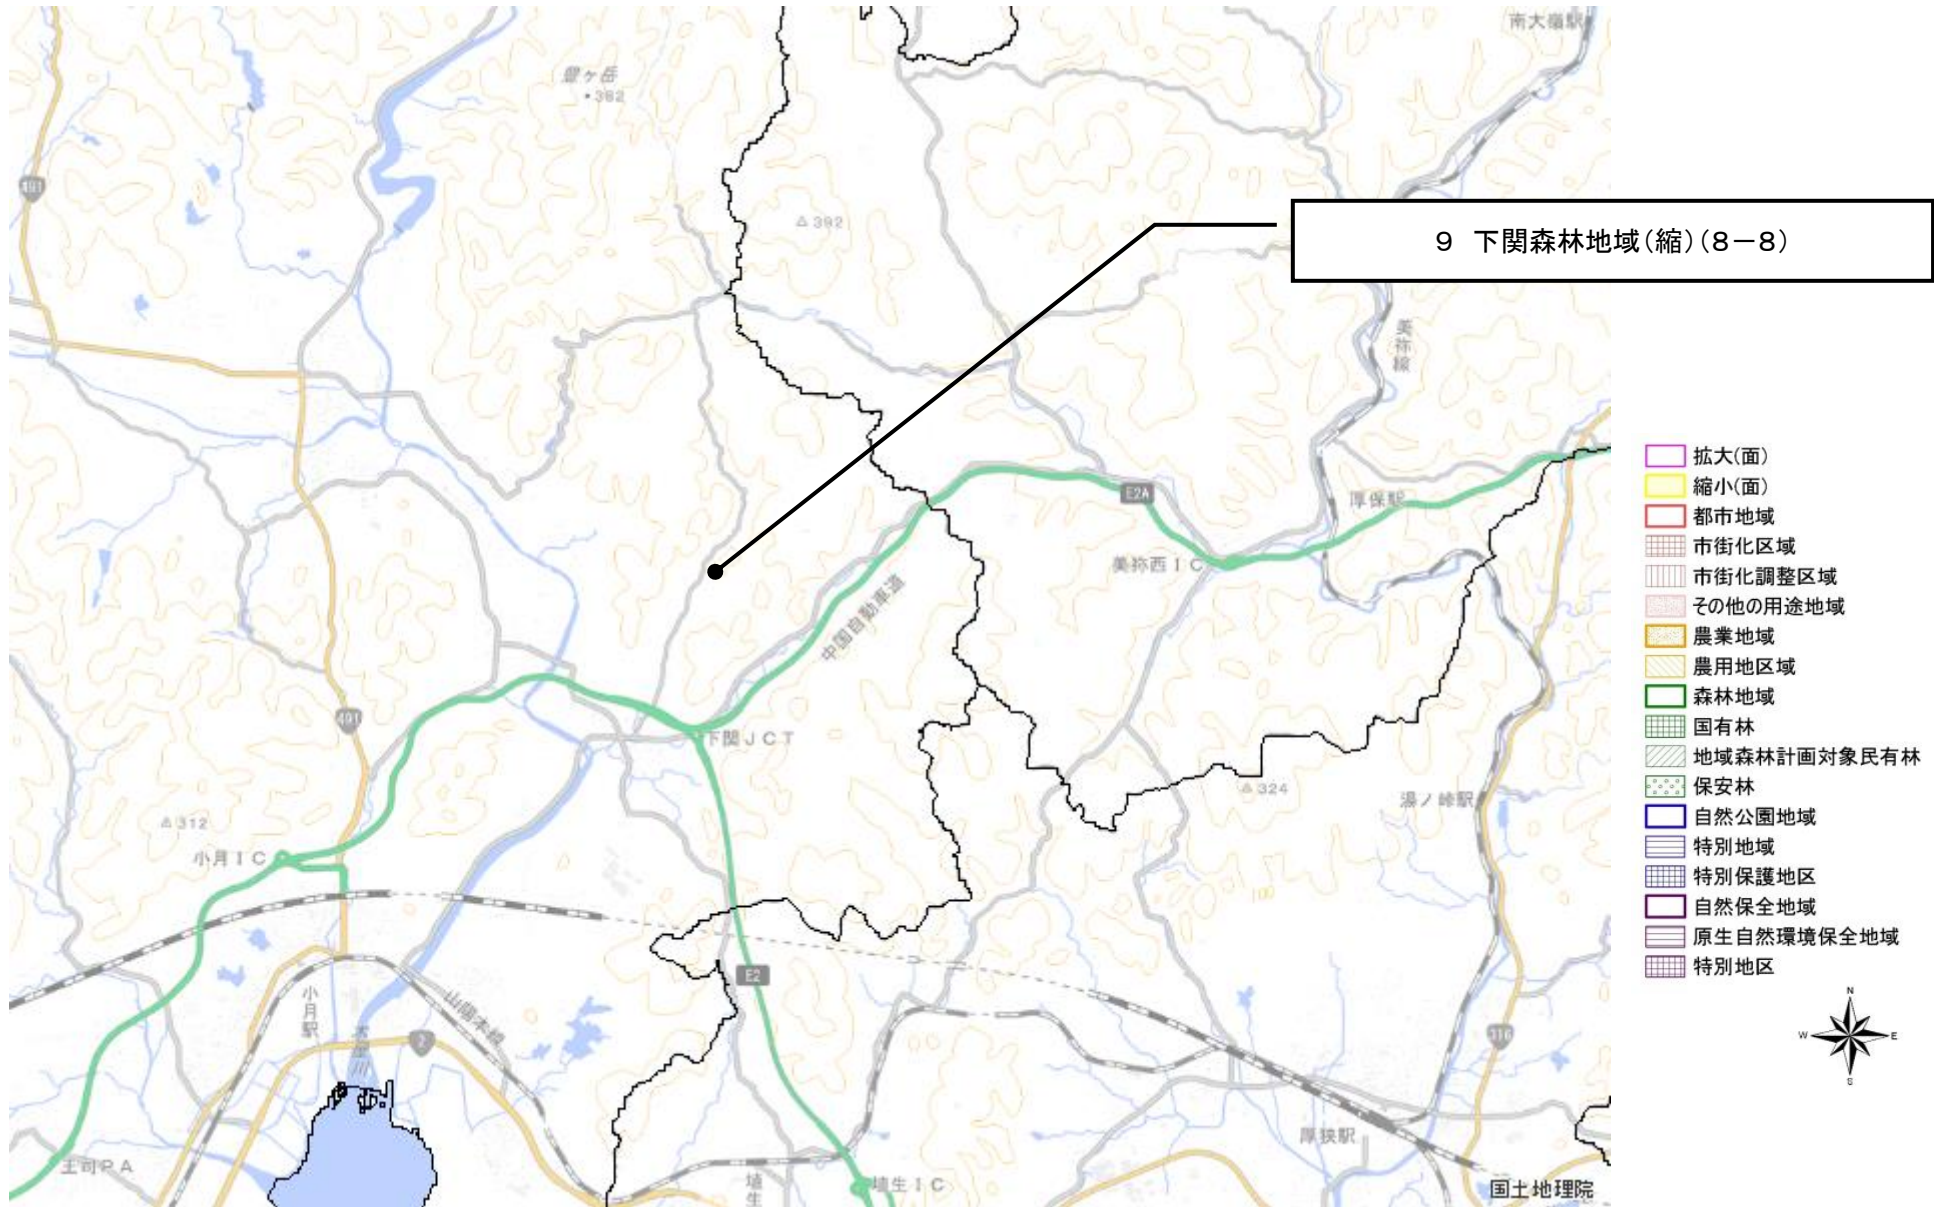 南大嶺駅
豊ヶ岳
・382
491
△392
9 下関森林地域(縮)(8－8)
美祢線
E2A
厚保駅
美祢西IC
中国自動車道
491
下関JCT
△324
湯ノ峠駅
△312
小月IC
E2
小月駅
木屋川
山陽本線
2
316
厚狭駅
王司PA
埴生
埴生IC
国土地理院
拡大(面)
縮小(面)
都市地域
市街化区域
市街化調整区域
その他の用途地域
農業地域
農用地区域
森林地域
国有林
地域森林計画対象民有林
保安林
自然公園地域
特別地域
特別保護地区
自然保全地域
原生自然環境保全地域
特別地区
N
W
E
S